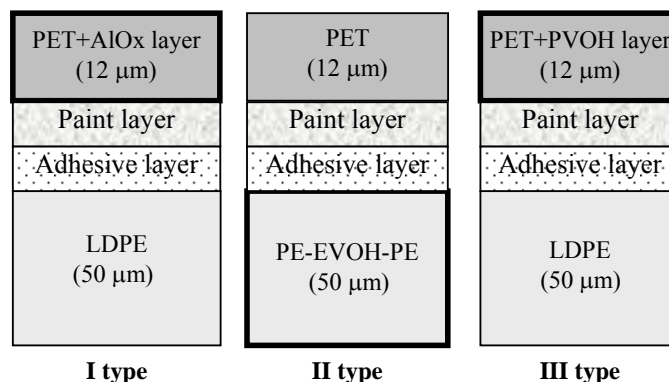 PET+AlOx layer
(12 μm)
Paint layer
Adhesive layer
LDPE
(50 μm)
I type
PET
(12 μm)
Paint layer
Adhesive layer
PE-EVOH-PE
(50 μm)
II type
PET+PVOH layer
(12 μm)
Paint layer
Adhesive layer
LDPE
(50 μm)
III type